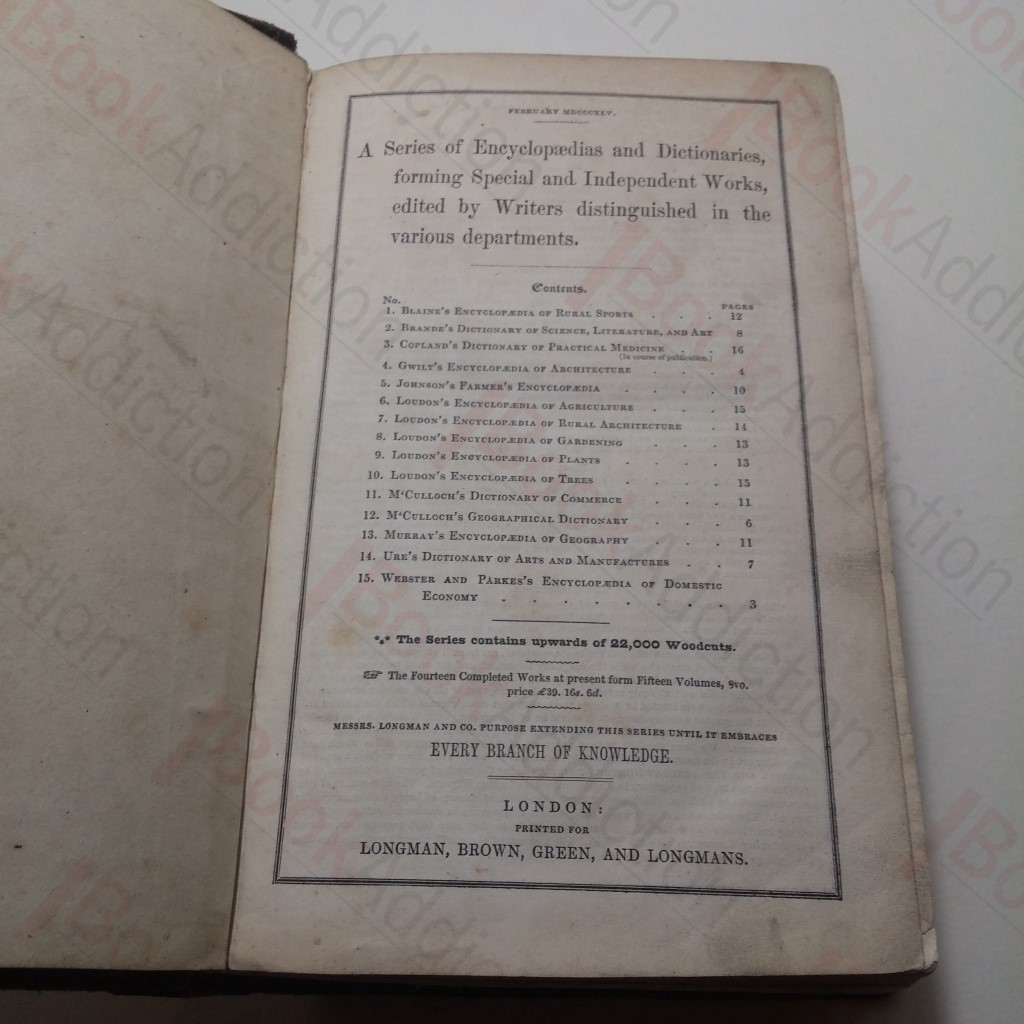 FEBRUARY MDCCCXLV.
A Series of Encyclopædias and Dictionaries,
forming Special and Independent Works,
edited by Writers distinguished in the
various departments.
Contents.
No. PAGES
1. BLAINE'S ENCYCLOPÆDIA OF RURAL SPORTS . . . 12
2. BRANDE'S DICTIONARY OF SCIENCE, LITERATURE, AND ART 8
3. COPLAND'S DICTIONARY OF PRACTICAL MEDICINE . . 16
(In course of publication.)
4. GWILT'S ENCYCLOPÆDIA OF ARCHITECTURE . . . 4
5. JOHNSON'S FARMER'S ENCYCLOPÆDIA . . . . 10
6. LOUDON'S ENCYCLOPÆDIA OF AGRICULTURE . . . 15
7. LOUDON'S ENCYCLOPÆDIA OF RURAL ARCHITECTURE . 14
8. LOUDON'S ENCYCLOPÆDIA OF GARDENING . . . 13
9. LOUDON'S ENCYCLOPÆDIA OF PLANTS . . . . 13
10. LOUDON'S ENCYCLOPÆDIA OF TREES . . . . 15
11. M'CULLOCH'S DICTIONARY OF COMMERCE . . . 11
12. M'CULLOCH'S GEOGRAPHICAL DICTIONARY . . . 6
13. MURRAY'S ENCYCLOPÆDIA OF GEOGRAPHY . . . 11
14. URE'S DICTIONARY OF ARTS AND MANUFACTURES . . 7
15. WEBSTER AND PARKES'S ENCYCLOPÆDIA OF DOMESTIC
ECONOMY . . . . . . . . 3
*** The Series contains upwards of 22,000 Woodcuts.
☞ The Fourteen Completed Works at present form Fifteen Volumes, 8vo.
price £39. 16s. 6d.
MESSRS. LONGMAN AND CO. PURPOSE EXTENDING THIS SERIES UNTIL IT EMBRACES
EVERY BRANCH OF KNOWLEDGE.
LONDON:
PRINTED FOR
LONGMAN, BROWN, GREEN, AND LONGMANS.
BookAddiction